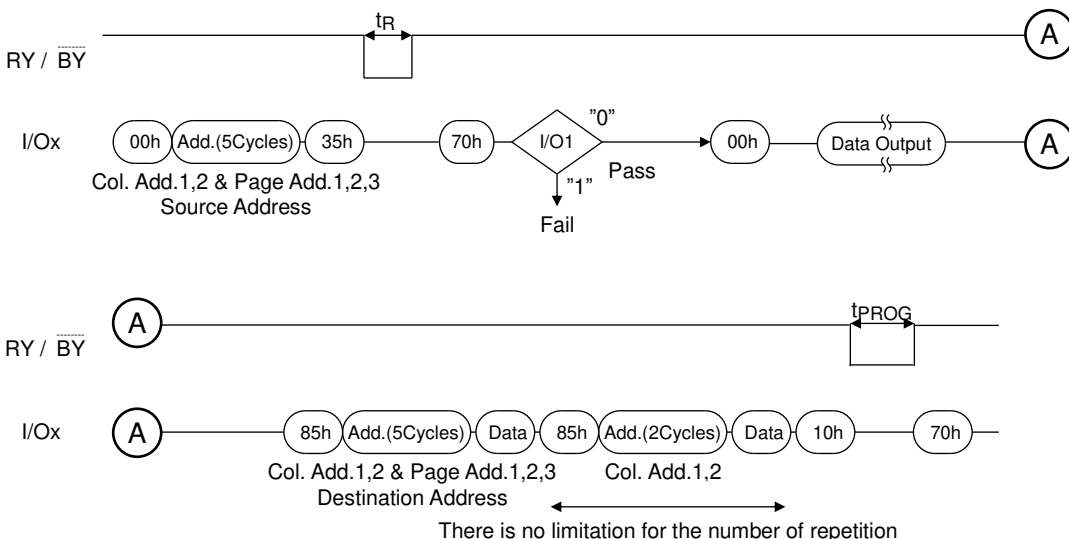 tR
RY / BY
A
I/Ox
00h Add.(5Cycles) 35h 70h I/O1 "0" Pass 00h Data Output A
"1"
Col. Add.1,2 & Page Add.1,2,3
Source Address
Fail
A
tPROG
RY / BY
I/Ox
A 85h Add.(5Cycles) Data 85h Add.(2Cycles) Data 10h 70h
Col. Add.1,2 & Page Add.1,2,3 Col. Add.1,2
Destination Address
There is no limitation for the number of repetition